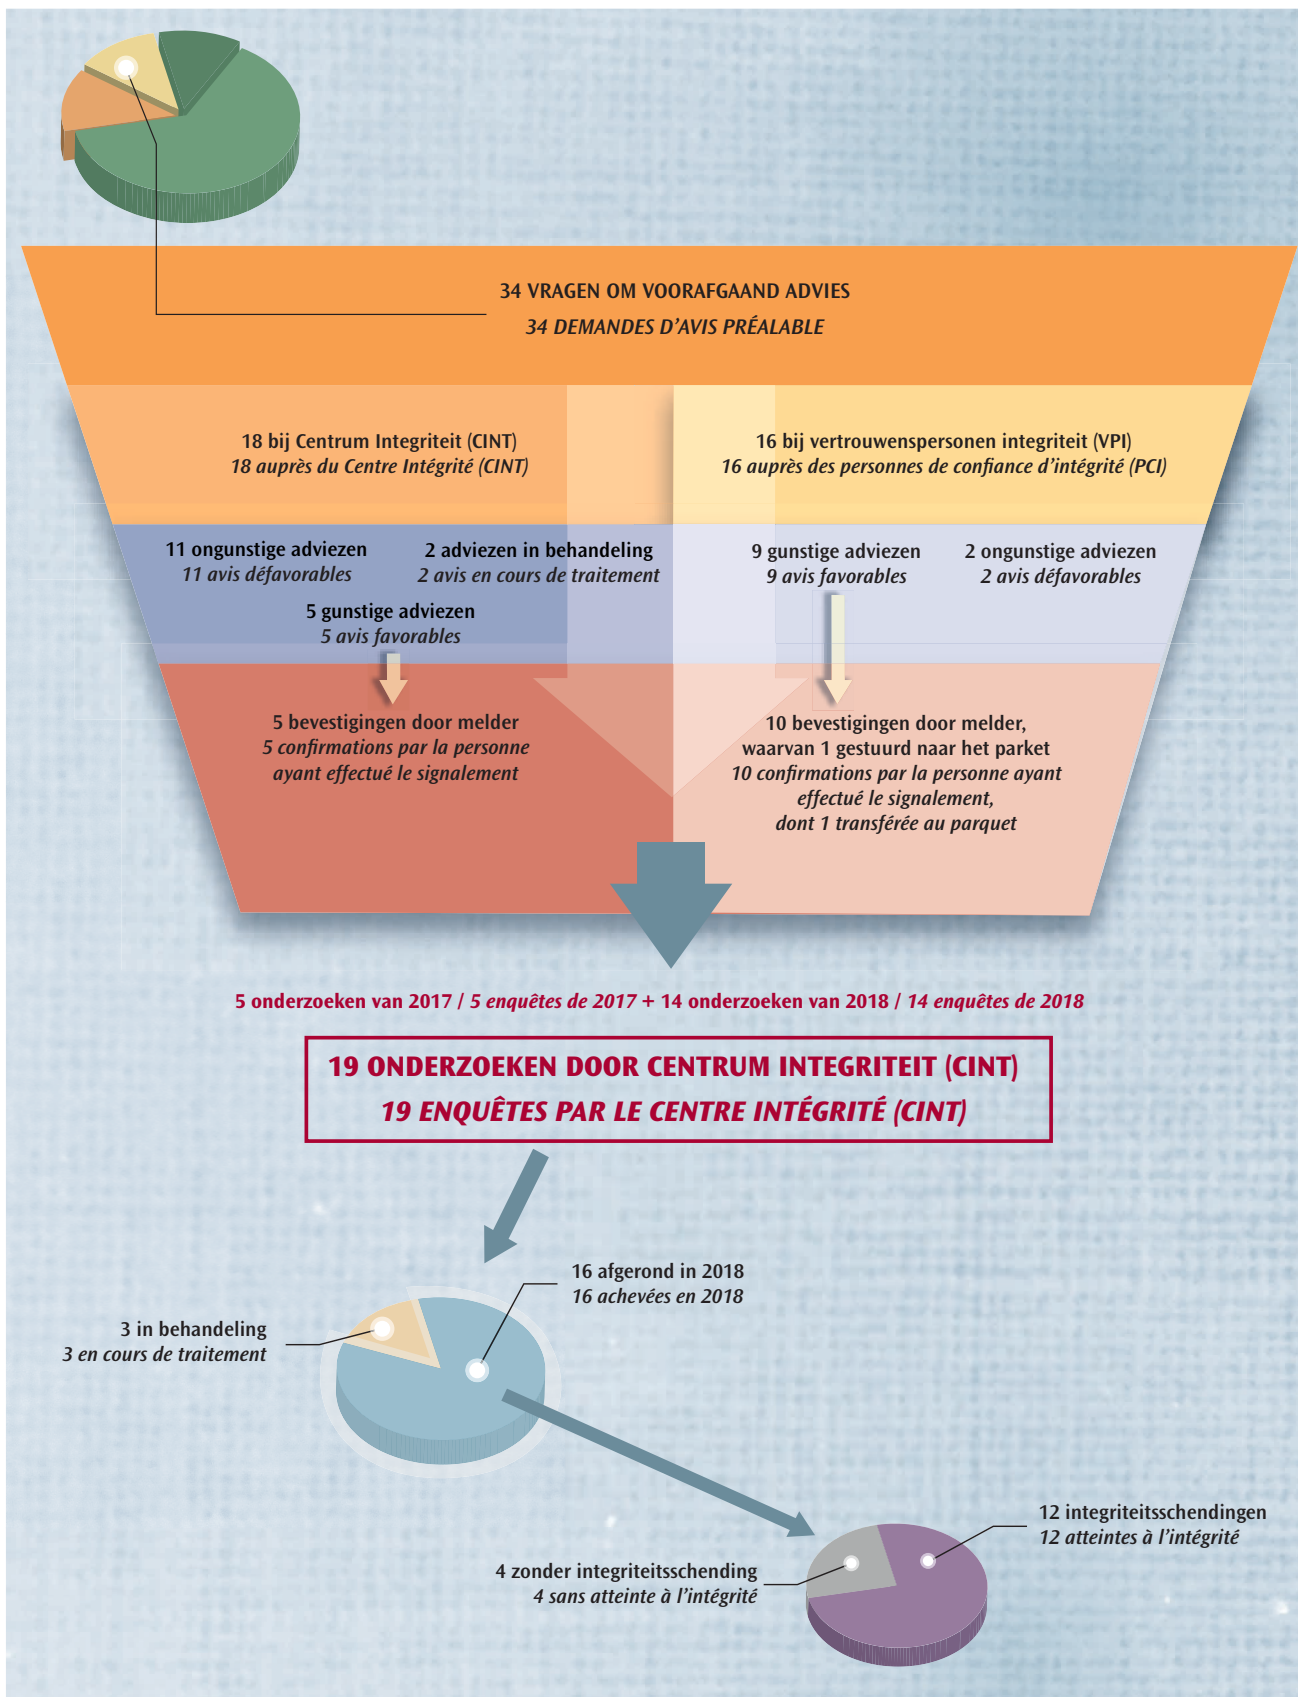 34 VRAGEN OM VOORAFGAAND ADVIES
34 DEMANDES D’AVIS PRÉALABLE
18 bij Centrum Integriteit (CINT)
18 auprès du Centre Intégrité (CINT)
16 bij vertrouwenspersonen integriteit (VPI)
16 auprès des personnes de confiance d’intégrité (PCI)
11 ongunstige adviezen
11 avis défavorables
2 adviezen in behandeling
2 avis en cours de traitement
5 gunstige adviezen
5 avis favorables
9 gunstige adviezen
9 avis favorables
2 ongunstige adviezen
2 avis défavorables
5 bevestigingen door melder
5 confirmations par la personne
ayant effectué le signalement
10 bevestigingen door melder,
waarvan 1 gestuurd naar het parket
10 confirmations par la personne ayant
effectué le signalement,
dont 1 transférée au parquet
5 onderzoeken van 2017 / 5 enquêtes de 2017 + 14 onderzoeken van 2018 / 14 enquêtes de 2018
19 ONDERZOEKEN DOOR CENTRUM INTEGRITEIT (CINT)
19 ENQUÊTES PAR LE CENTRE INTÉGRITÉ (CINT)
16 afgerond in 2018
16 achevées en 2018
3 in behandeling
3 en cours de traitement
12 integriteitsschendingen
12 atteintes à l’intégrité
4 zonder integriteitsschending
4 sans atteinte à l’intégrité